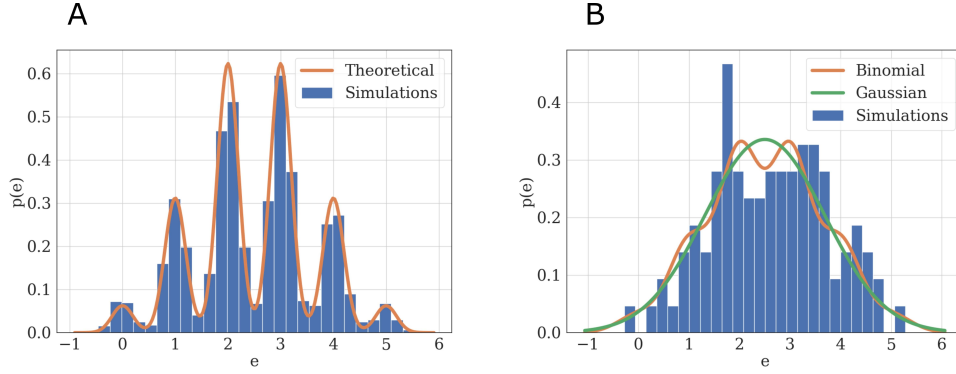 A
B
Theoretical
Simulations
0.6
0.5
0.4
0.3
0.2
0.1
0.0
p(e)
−1 0 1 2 3 4 5 6
e
Binomial
Gaussian
Simulations
0.4
0.3
0.2
0.1
0.0
p(e)
−1 0 1 2 3 4 5 6
e